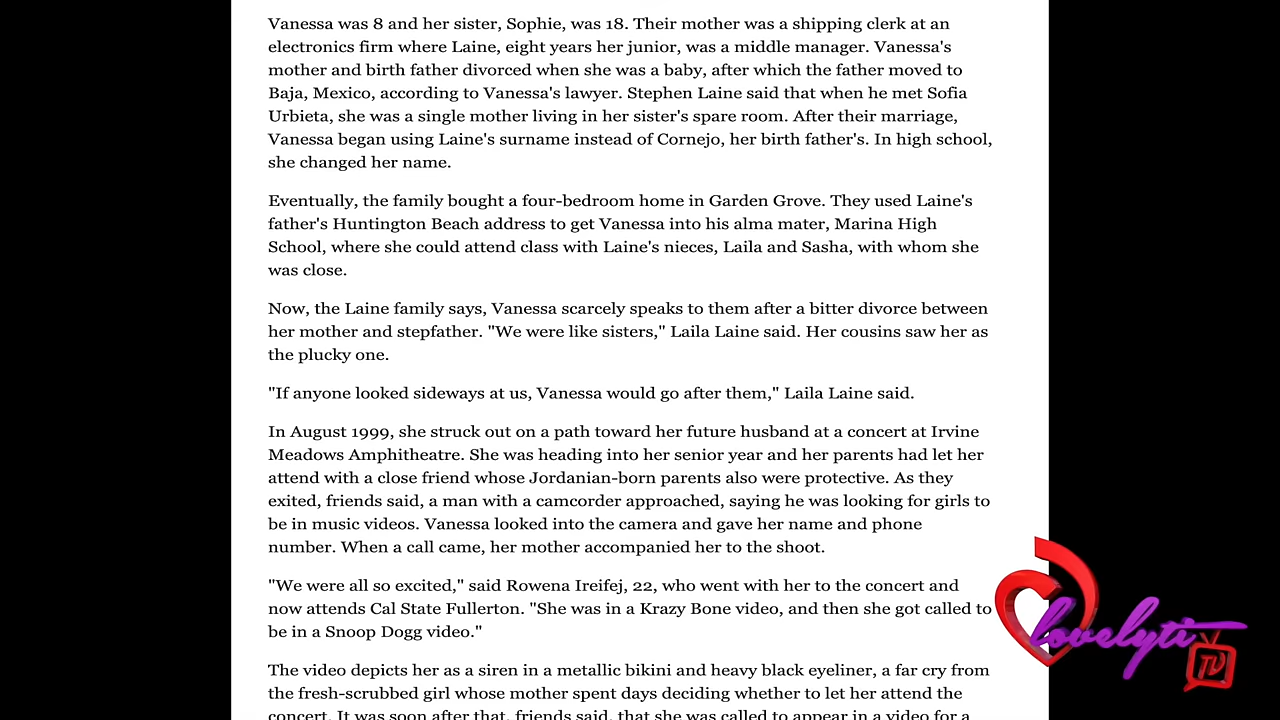 Vanessa was 8 and her sister, Sophie, was 18. Their mother was a shipping clerk at an
electronics firm where Laine, eight years her junior, was a middle manager. Vanessa's
mother and birth father divorced when she was a baby, after which the father moved to
Baja, Mexico, according to Vanessa's lawyer. Stephen Laine said that when he met Sofia
Urbieta, she was a single mother living in her sister's spare room. After their marriage,
Vanessa began using Laine's surname instead of Cornejo, her birth father's. In high school,
she changed her name.
Eventually, the family bought a four-bedroom home in Garden Grove. They used Laine's
father's Huntington Beach address to get Vanessa into his alma mater, Marina High
School, where she could attend class with Laine's nieces, Laila and Sasha, with whom she
was close.
Now, the Laine family says, Vanessa scarcely speaks to them after a bitter divorce between
her mother and stepfather. "We were like sisters," Laila Laine said. Her cousins saw her as
the plucky one.
"If anyone looked sideways at us, Vanessa would go after them," Laila Laine said.
In August 1999, she struck out on a path toward her future husband at a concert at Irvine
Meadows Amphitheatre. She was heading into her senior year and her parents had let her
attend with a close friend whose Jordanian-born parents also were protective. As they
exited, friends said, a man with a camcorder approached, saying he was looking for girls to
be in music videos. Vanessa looked into the camera and gave her name and phone
number. When a call came, her mother accompanied her to the shoot.
"We were all so excited," said Rowena Ireifej, 22, who went with her to the concert and
now attends Cal State Fullerton. "She was in a Krazy Bone video, and then she got called to
be in a Snoop Dogg video."
The video depicts her as a siren in a metallic bikini and heavy black eyeliner, a far cry from
the fresh-scrubbed girl whose mother spent days deciding whether to let her attend the
concert. It was soon after that, friends said, that she was called to appear in a video for a
lovelyti
TV